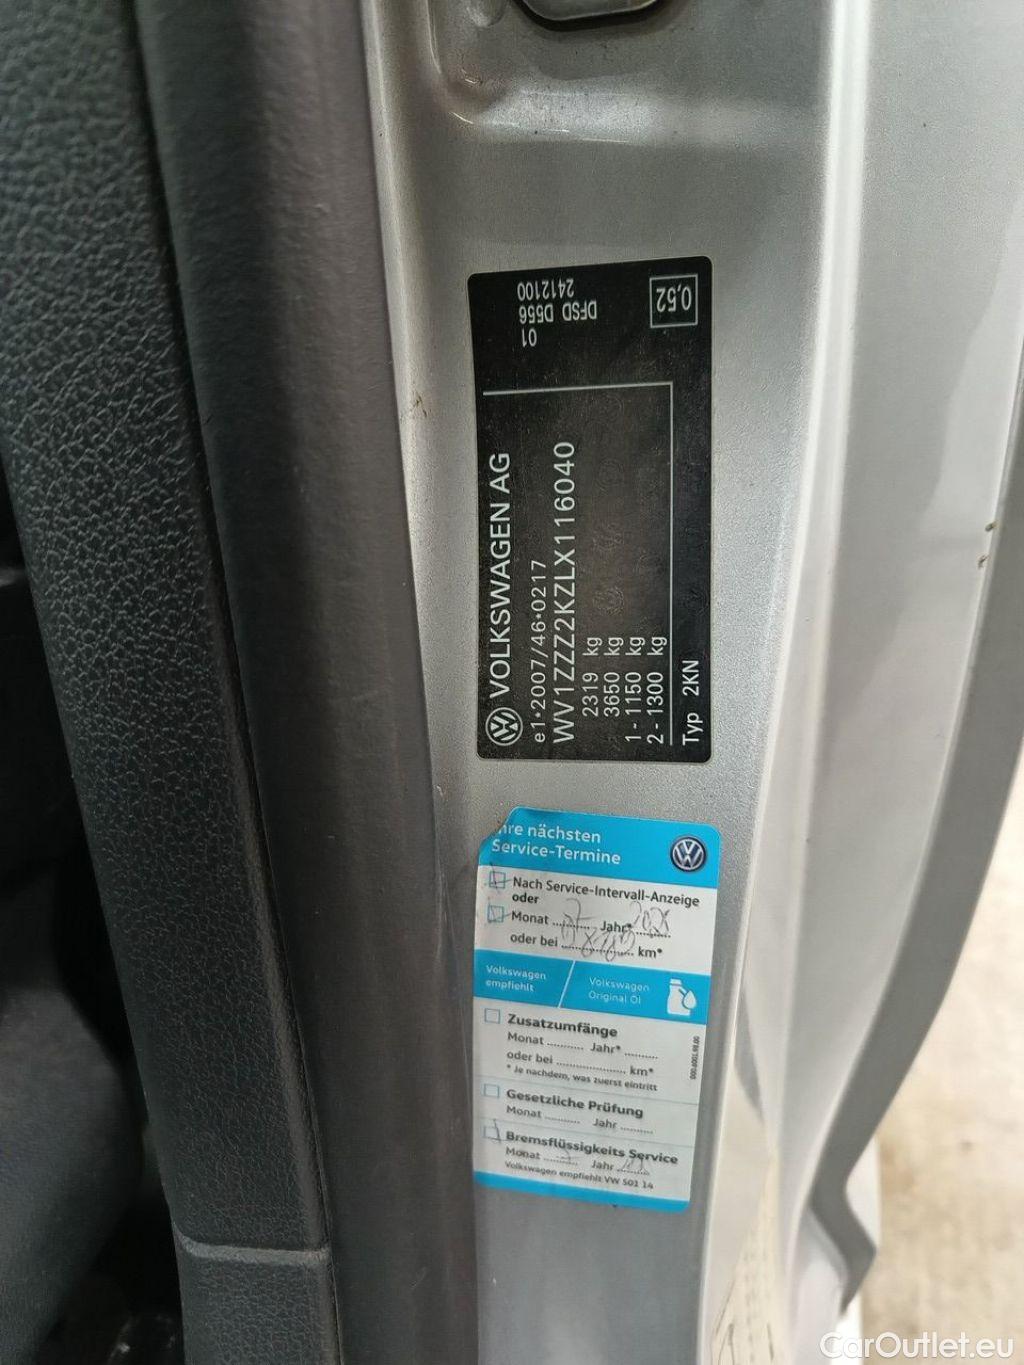 VOLKSWAGEN AG
e1*2007/46*0217
WV1ZZZ2KZLX116040
2319 kg
3650 kg
1 - 1150 kg
2 - 1300 kg
Typ 2KN
01
DFSD D556
2412100
0,52
hre nächsten
Service-Termine
Nach Service-Intervall-Anzeige
oder
Monat Jahr*
oder bei km*
Volkswagen
empfiehlt
Volkswagen
Original Öl
Zusatzumfänge
Monat Jahr*
oder bei km*
* Je nachdem, was zuerst eintritt
Gesetzliche Prüfung
Monat Jahr
Bremsflüssigkeits Service
Monat Jahr
Volkswagen empfiehlt VW 501 14
CarOutlet.eu